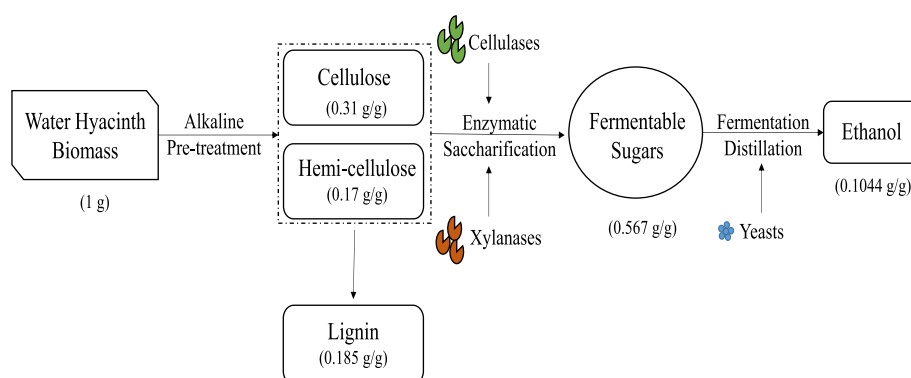 Water Hyacinth
Biomass
(1 g)
Alkaline
Pre-treatment
Cellulose
(0.31 g/g)
Hemi-cellulose
(0.17 g/g)
Lignin
(0.185 g/g)
Cellulases
Enzymatic
Saccharification
Xylanases
Fermentable
Sugars
(0.567 g/g)
Fermentation
Distillation
Yeasts
Ethanol
(0.1044 g/g)